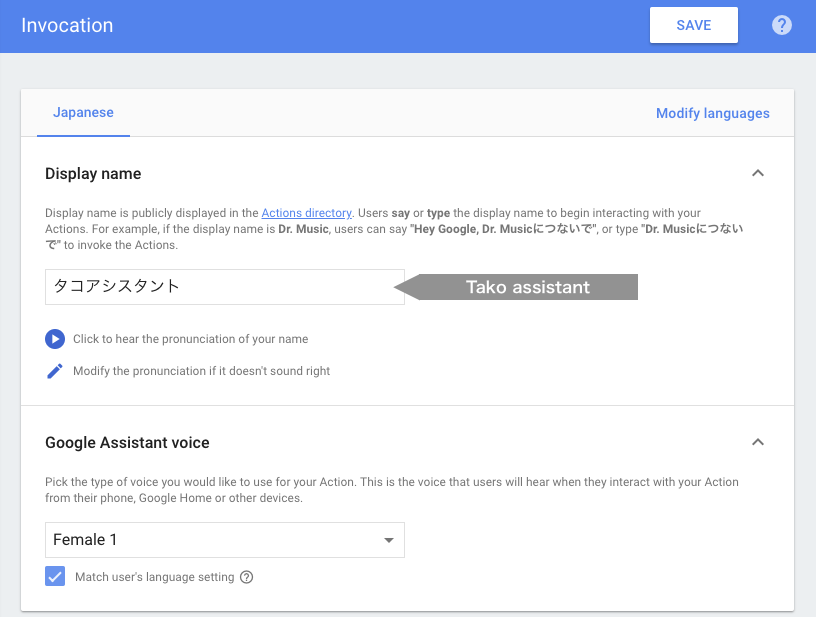 Invocation
SAVE
Japanese
Modify languages
Display name
Display name is publicly displayed in the Actions directory. Users say or type the display name to begin interacting with your
Actions. For example, if the display name is Dr. Music, users can say "Hey Google, Dr. Musicにつないで", or type "Dr. Musicにつない
で" to invoke the Actions.
タコアシスタント
Tako assistant
Click to hear the pronunciation of your name
Modify the pronunciation if it doesn't sound right
Google Assistant voice
Pick the type of voice you would like to use for your Action. This is the voice that users will hear when they interact with your Action
from their phone, Google Home or other devices.
Female 1
Match user's language setting